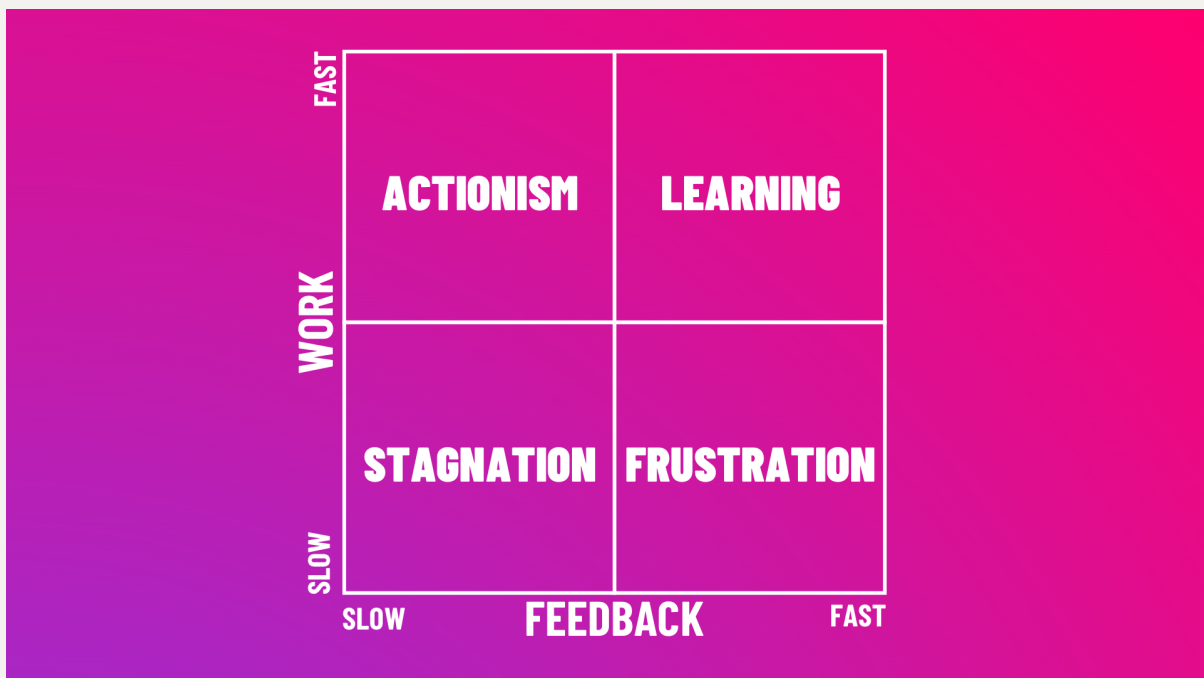 FAST
ACTIONISM
LEARNING
WORK
STAGNATION
FRUSTRATION
SLOW
SLOW
FEEDBACK
FAST